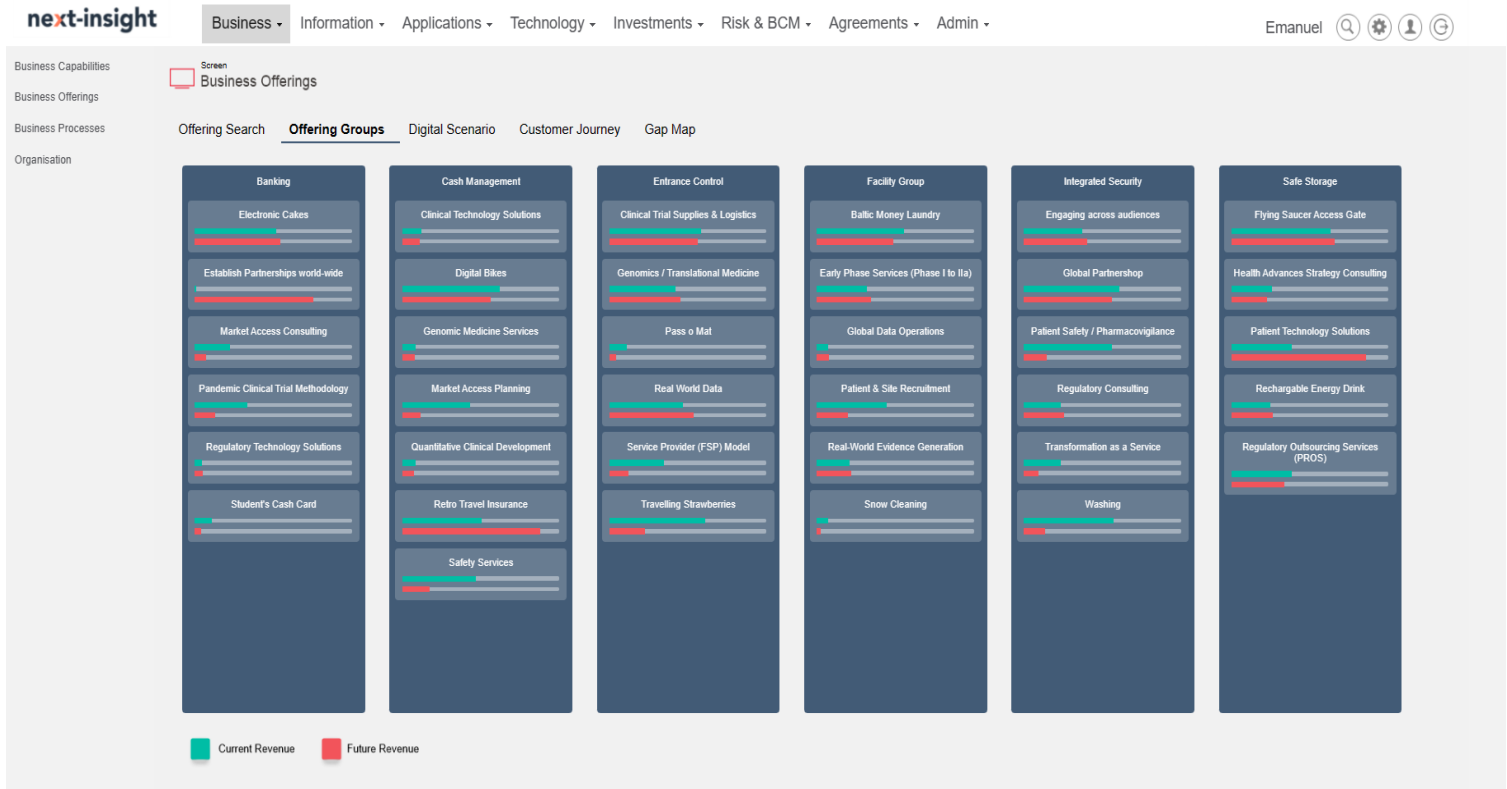 next-insight
Business
Information
Applications
Technology
Investments
Risk & BCM
Agreements
Admin
Emanuel
Business Capabilities
Business Offerings
Business Processes
Organisation
Screen
Business Offerings
Offering Search
Offering Groups
Digital Scenario
Customer Journey
Gap Map
Banking
Electronic Cakes
Establish Partnerships world-wide
Market Access Consulting
Pandemic Clinical Trial Methodology
Regulatory Technology Solutions
Student's Cash Card
Cash Management
Clinical Technology Solutions
Digital Bikes
Genomic Medicine Services
Market Access Planning
Quantitative Clinical Development
Retro Travel Insurance
Safety Services
Entrance Control
Clinical Trial Supplies & Logistics
Genomics / Translational Medicine
Pass o Mat
Real World Data
Service Provider (FSP) Model
Travelling Strawberries
Facility Group
Baltic Money Laundry
Early Phase Services (Phase I to IIa)
Global Data Operations
Patient & Site Recruitment
Real-World Evidence Generation
Snow Cleaning
Integrated Security
Engaging across audiences
Global Partnershop
Patient Safety / Pharmacovigilance
Regulatory Consulting
Transformation as a Service
Washing
Safe Storage
Flying Saucer Access Gate
Health Advances Strategy Consulting
Patient Technology Solutions
Rechargable Energy Drink
Regulatory Outsourcing Services
(PROS)
Current Revenue
Future Revenue